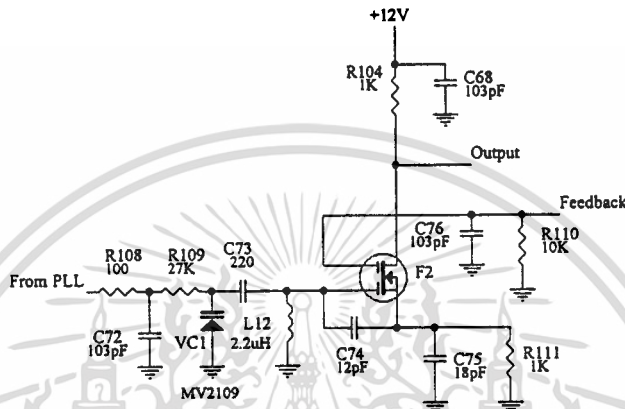 +12V
R104
1K
C68
103pF
Output
Feedback
C76
103pF
R110
10K
F2
From PLL
R108
100
R109
27K
C73
220
C72
103pF
VC1
MV2109
L12
2.2uH
C74
12pF
C75
18pF
R111
1K